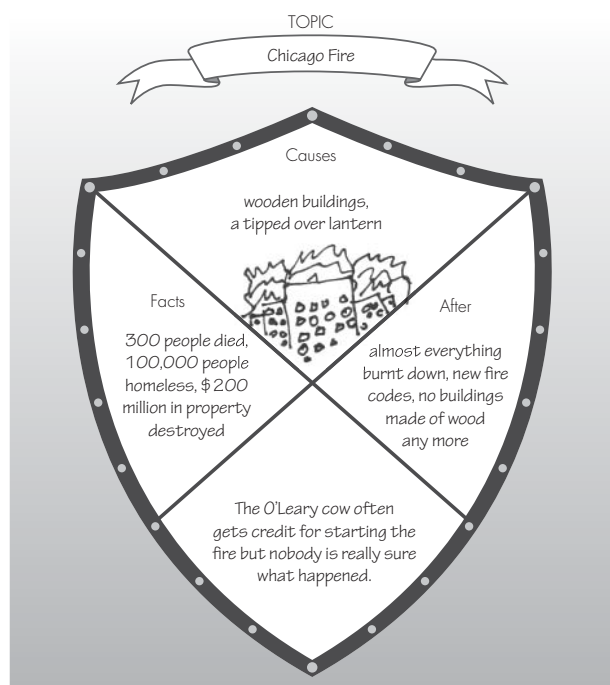 TOPIC
Chicago Fire
Causes
wooden buildings,
a tipped over lantern
Facts
300 people died,
100,000 people
homeless, $200
million in property
destroyed
After
almost everything
burnt down, new fire
codes, no buildings
made of wood
any more
The O'Leary cow often
gets credit for starting the
fire but nobody is really sure
what happened.